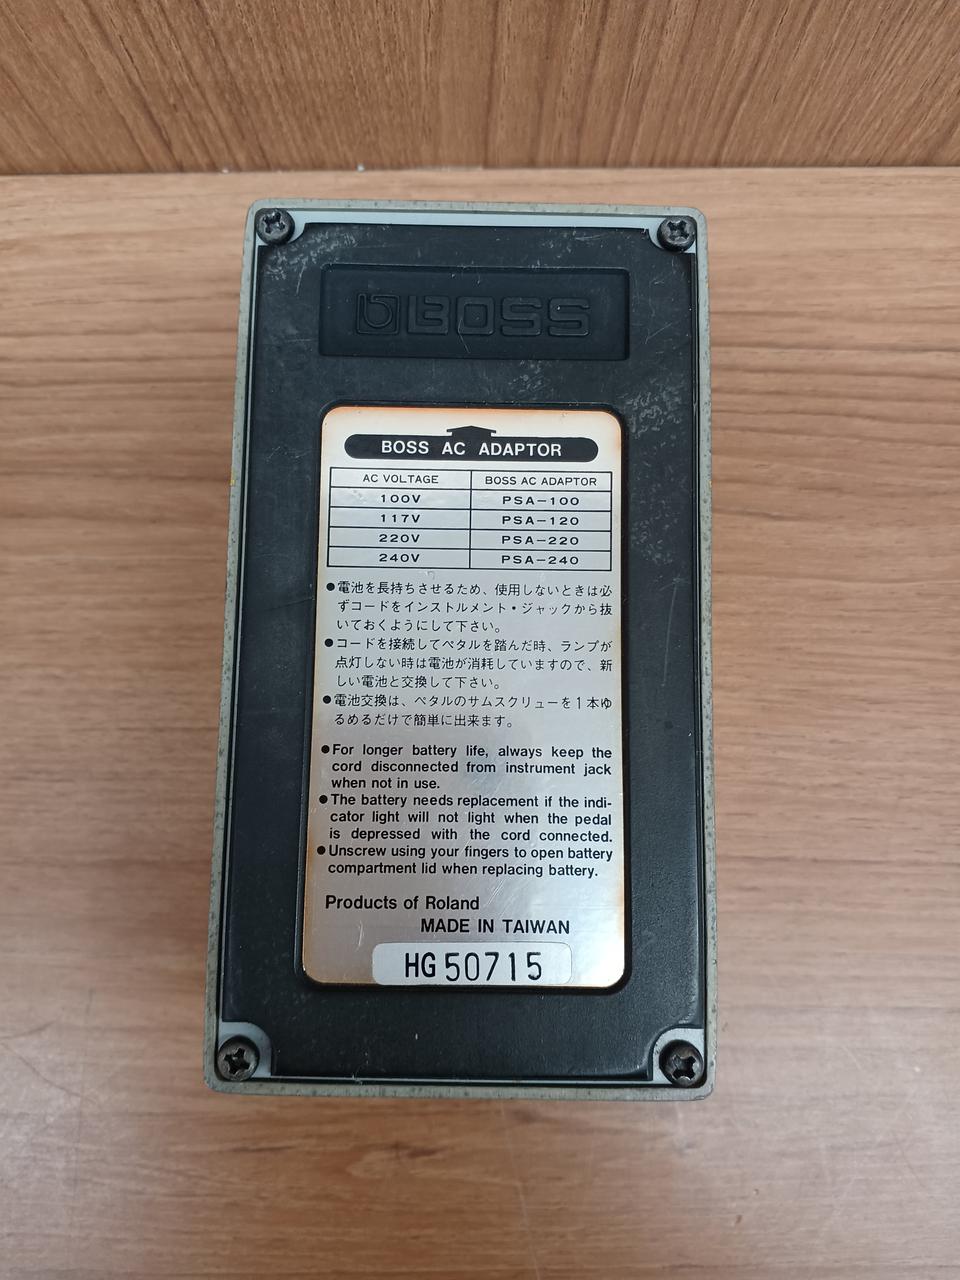 BOSS
BOSS AC ADAPTOR
AC VOLTAGE BOSS AC ADAPTOR
100V PSA-100
117V PSA-120
220V PSA-220
240V PSA-240
●電池を長持ちさせるため、使用しないときは必
ずコードをインストルメント・ジャックから抜
いておくようにして下さい。
●コードを接続してペタルを踏んだ時、ランプが
点灯しない時は電池が消耗していますので、新
しい電池と交換して下さい。
●電池交換は、ペタルのサムスクリューを1本ゆ
るめるだけで簡単に出来ます。
●For longer battery life, always keep the
cord disconnected from instrument jack
when not in use.
●The battery needs replacement if the indi-
cator light will not light when the pedal
is depressed with the cord connected.
●Unscrew using your fingers to open battery
compartment lid when replacing battery.
Products of Roland
MADE IN TAIWAN
HG50715